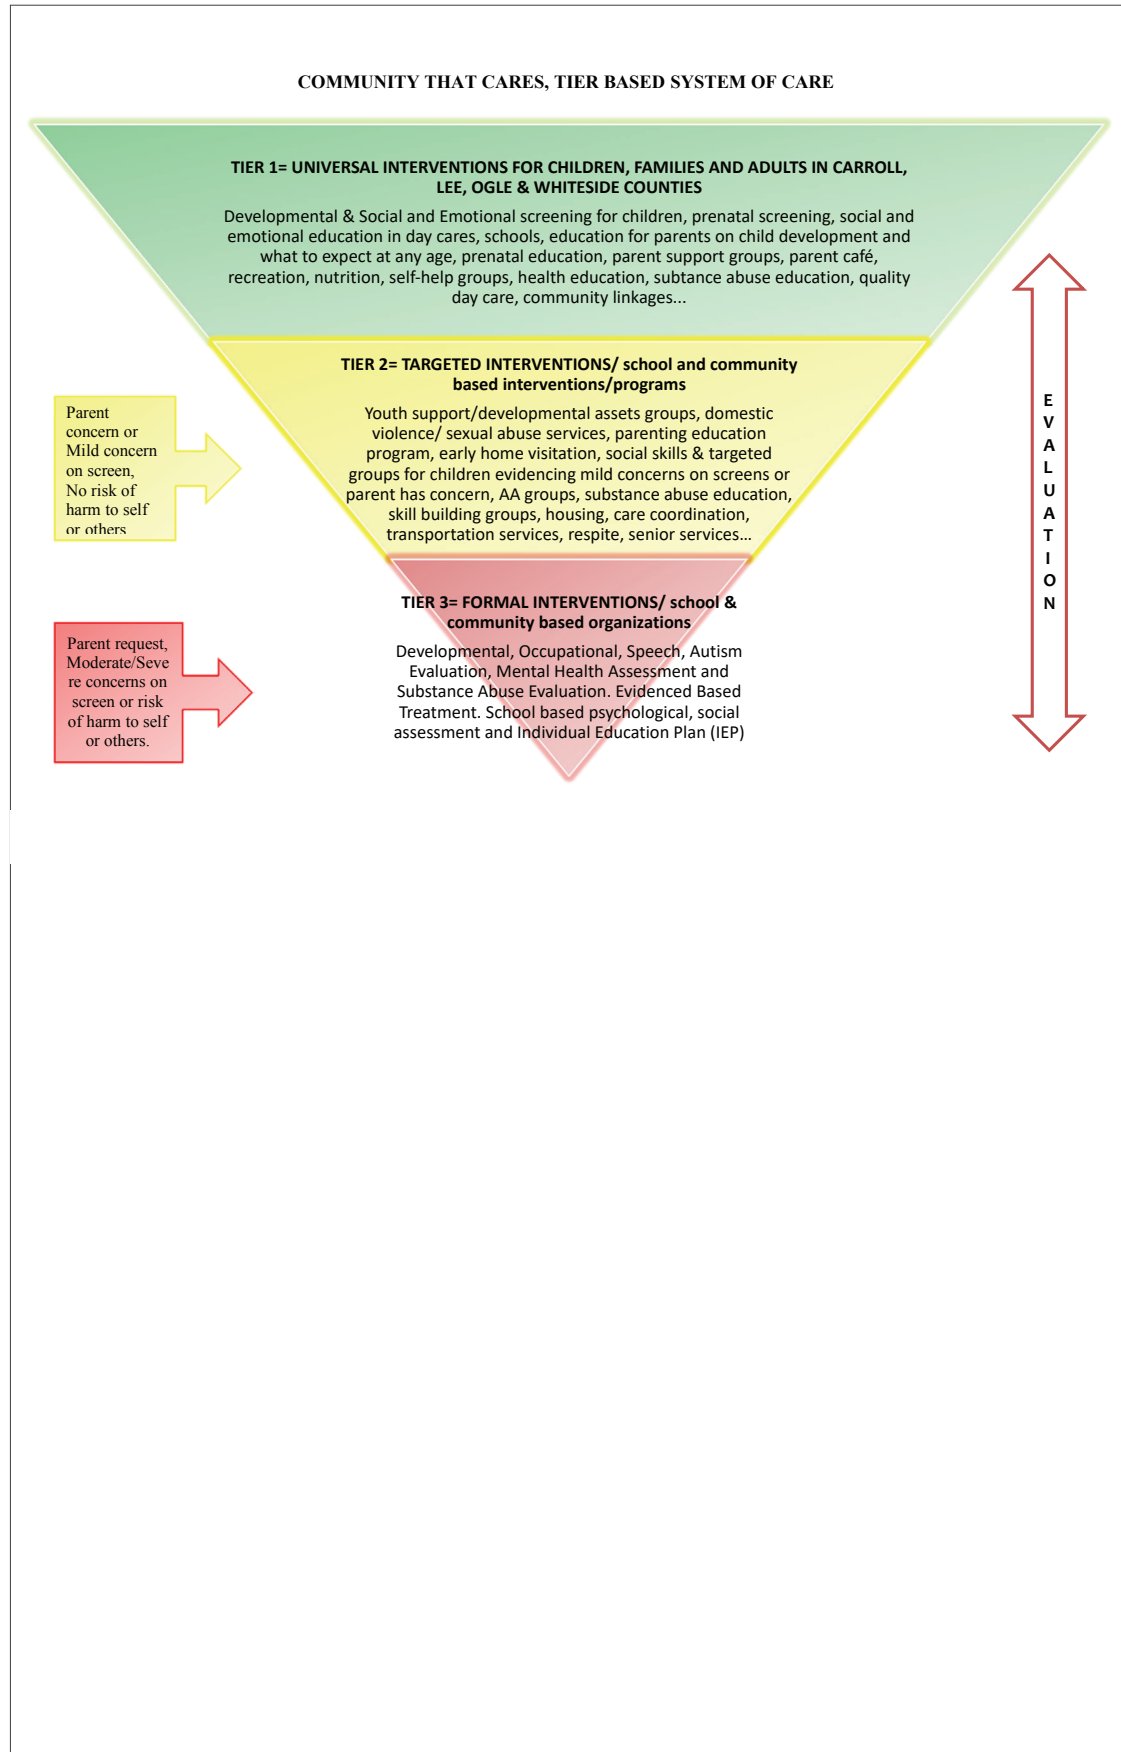 COMMUNITY THAT CARES, TIER BASED SYSTEM OF CARE
TIER 1= UNIVERSAL INTERVENTIONS FOR CHILDREN, FAMILIES AND ADULTS IN CARROLL,
LEE, OGLE & WHITESIDE COUNTIES
Developmental & Social and Emotional screening for children, prenatal screening, social and
emotional education in day cares, schools, education for parents on child development and
what to expect at any age, prenatal education, parent support groups, parent café,
recreation, nutrition, self-help groups, health education, subtance abuse education, quality
day care, community linkages...
TIER 2= TARGETED INTERVENTIONS/ school and community
based interventions/programs
Youth support/developmental assets groups, domestic
violence/ sexual abuse services, parenting education
program, early home visitation, social skills & targeted
groups for children evidencing mild concerns on screens or
parent has concern, AA groups, substance abuse education,
skill building groups, housing, care coordination,
transportation services, respite, senior services...
Parent
concern or
Mild concern
on screen,
No risk of
harm to self
or others
TIER 3= FORMAL INTERVENTIONS/ school &
community based organizations
Developmental, Occupational, Speech, Autism
Evaluation, Mental Health Assessment and
Substance Abuse Evaluation. Evidenced Based
Treatment. School based psychological, social
assessment and Individual Education Plan (IEP)
Parent request,
Moderate/Seve
re concerns on
screen or risk
of harm to self
or others.
E
V
A
L
U
A
T
I
O
N